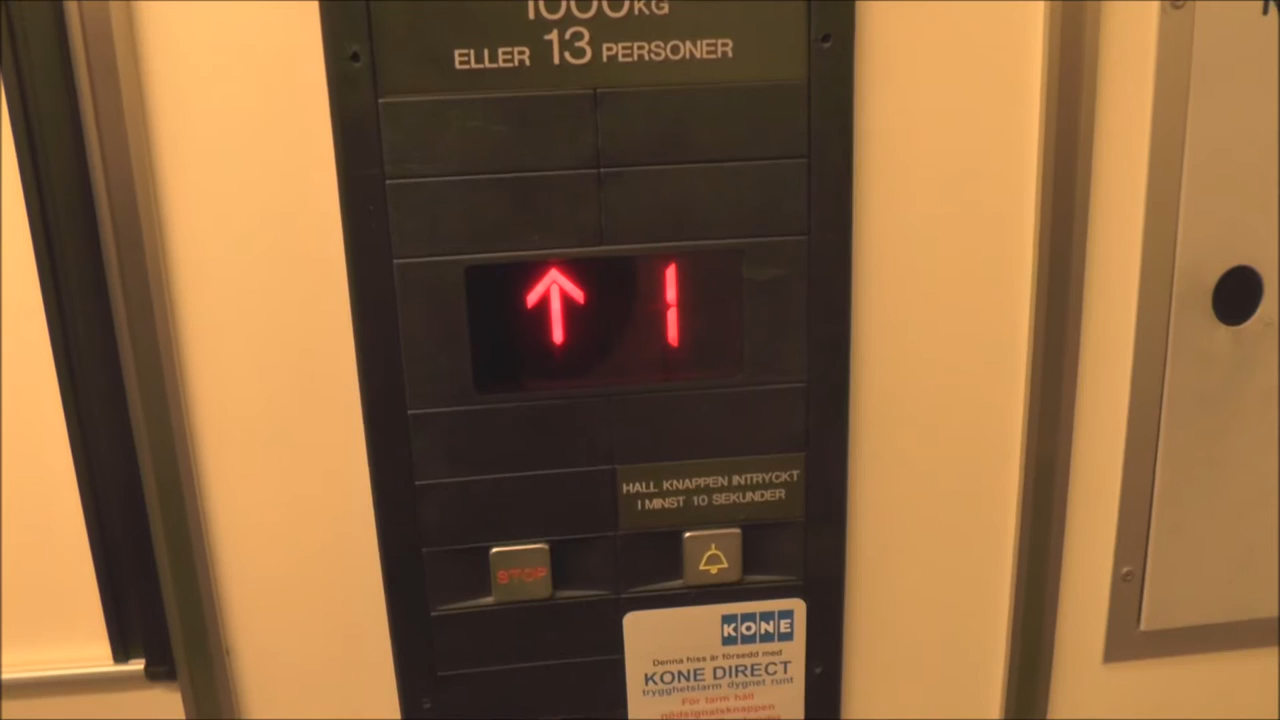 1000KG
ELLER 13 PERSONER
1
HALL KNAPPEN INTRYCKT
I MINST 10 SEKUNDER
STOP
KONE
Denna hiss är försedd med
KONE DIRECT
trygghetslarm dygnet runt
För larm håll
nödsignalsknappen